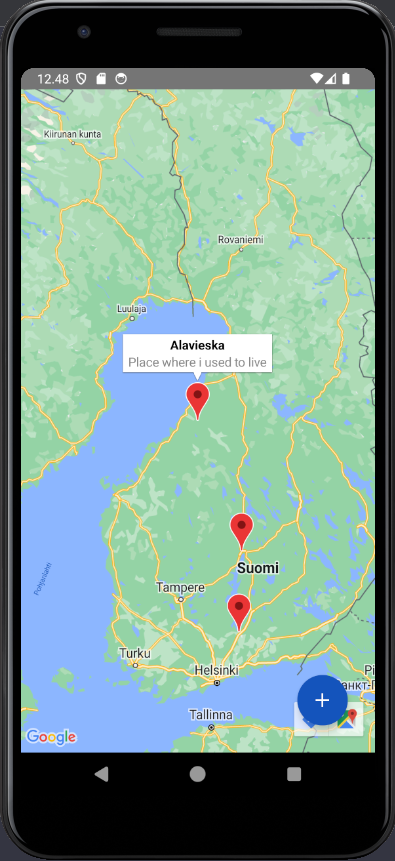 12.48
Kiirunan kunta
Rovaniemi
Luulaja
Alavieska
Place where i used to live
Pohjanlahti
Suomi
Tampere
Turku
Helsinki
Tallinna
Google